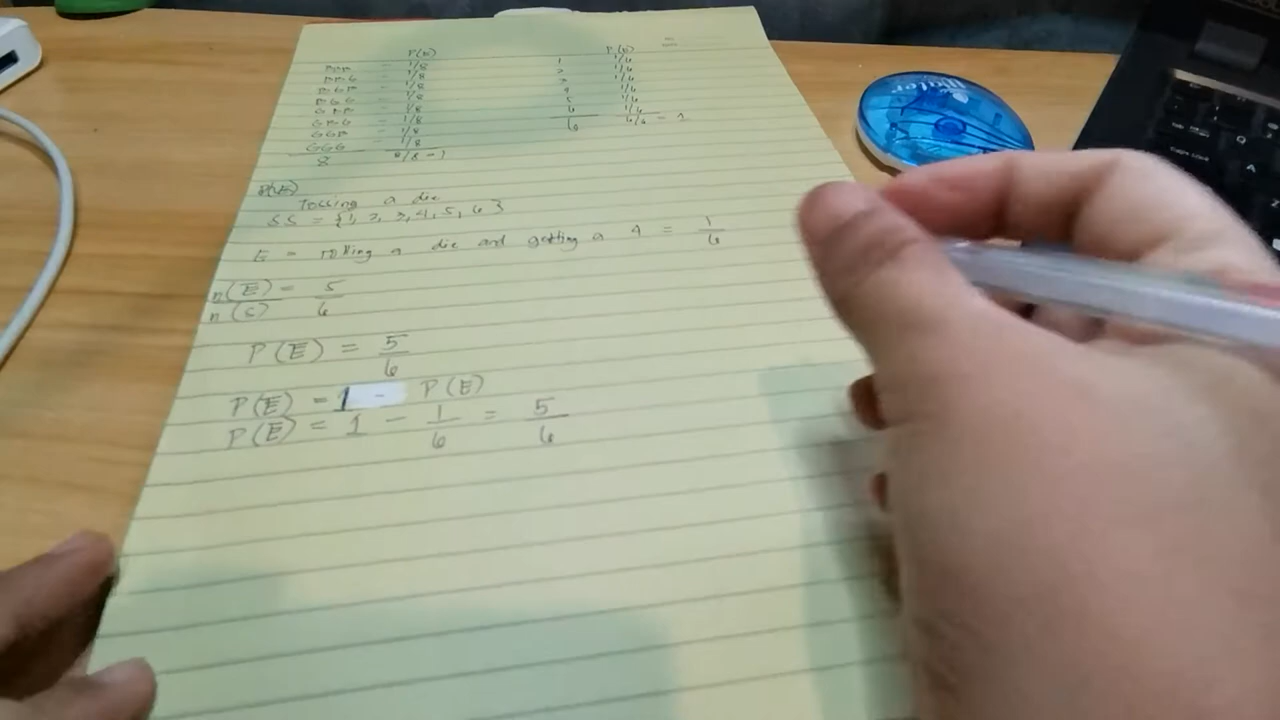 P(E) P(E)
BBB - 1/8 1 1/6
BBG - 1/8 2 1/6
BGB - 1/8 3 1/6
BGG - 1/8 4 1/6
GBB - 1/8 5 1/6
GBG - 1/8 6 1/6
GGB - 1/8 6 6/6 - 1
GGG - 1/8
8 8/8 - 1
P(E)
Tossing a die
SS = {1, 2, 3, 4, 5, 6}
E = rolling a die and getting a 4 = 1/6
n(E) / n(S) = 5/6
P(E) = 5/6
P(E) = 1 - P(E)
P(E) = 1 - 1/6 = 5/6